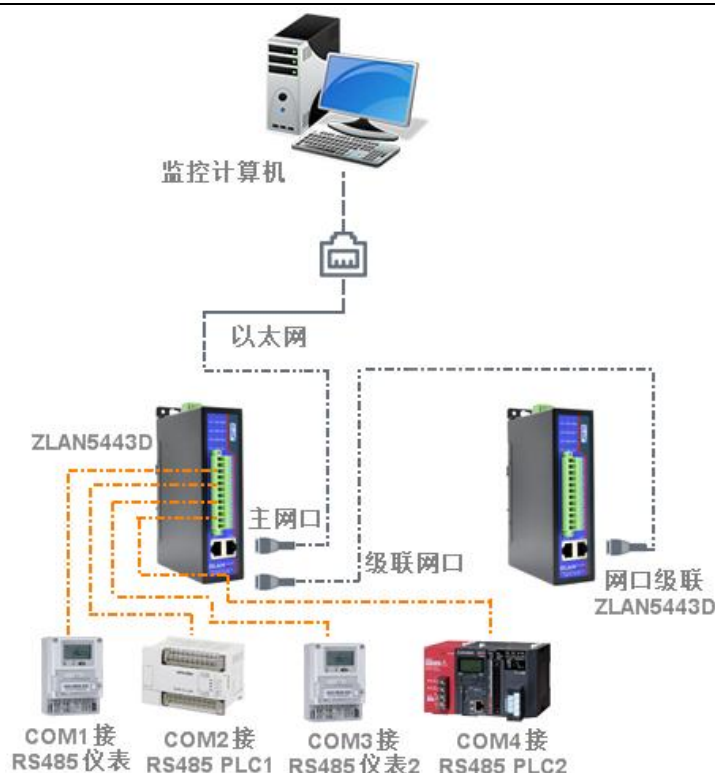 监控计算机
以太网
ZLAN5443D
主网口
级联网口
网口级联
ZLAN5443D
COM1接
RS485仪表
COM2接
RS485 PLC1
COM3接
RS485仪表2
COM4接
RS485 PLC2